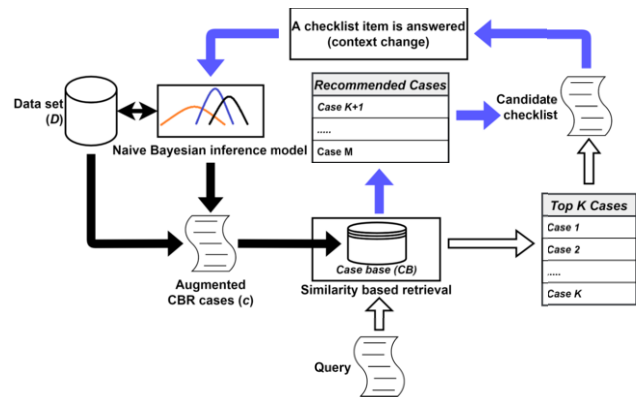 A checklist item is answered
(context change)
Data set
(D)
Naive Bayesian inference model
Recommended Cases
Case K+1
.....
Case M
Candidate
checklist
Top K Cases
Case 1
Case 2
.....
Case K
Augmented
CBR cases (c)
Case base (CB)
Similarity based retrieval
Query